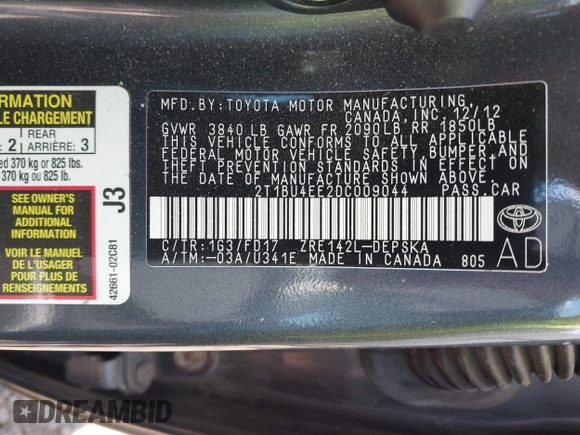 ORMATION
LE CHARGEMENT
2 REAR ARRIÈRE: 3
ed 370 kg or 825 lbs.
370 kg ou 825 lb.
SEE OWNER'S
MANUAL FOR
ADDITIONAL
INFORMATION
VOIR LE MANUEL
DE L'USAGER
POUR PLUS DE
RENSEIGNEMENTS
J3
42661-02C81
MFD.BY:TOYOTA MOTOR MANUFACTURING,
CANADA, INC. 12/12
GVWR 3840LB GAWR FR 2090LB RR 1850LB
THIS VEHICLE CONFORMS TO ALL APPLICABLE
FEDERAL MOTOR VEHICLE SAFETY, BUMPER, AND
THEFT PREVENTION STANDARDS IN EFFECT ON
THE DATE OF MANUFACTURE SHOWN ABOVE.
2T1BU4EE2DC009044 PASS.CAR
C/TR:1G3/FD17 ZRE142L-DEPSKA
A/TM:-03A/U341E MADE IN CANADA 805
AD
DREAMBID